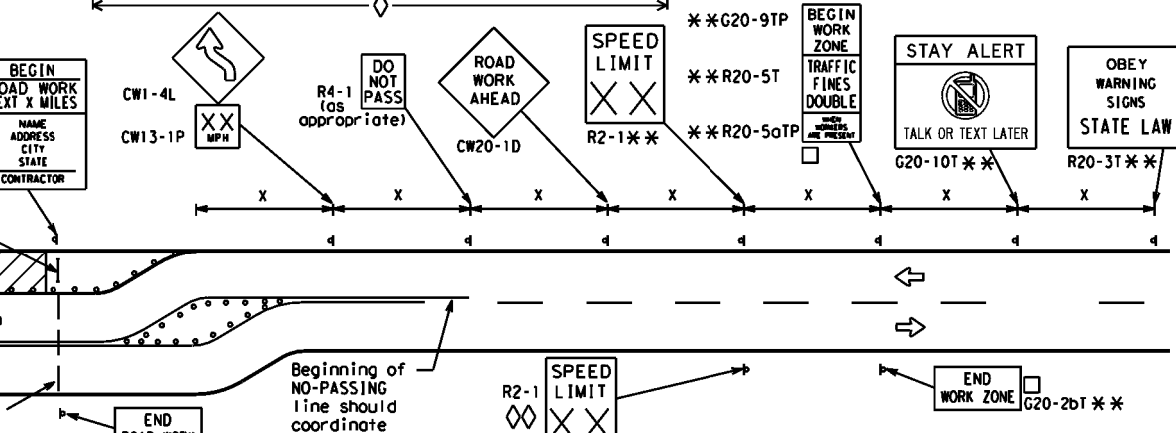 BEGIN
ROAD WORK
NEXT X MILES
NAME
ADDRESS
CITY
STATE
CONTRACTOR
CW1-4L
CW13-1P
XX
MPH
R4-1
(as
appropriate)
DO
NOT
PASS
ROAD
WORK
AHEAD
CW20-1D
SPEED
LIMIT
XX
R2-1**
**G20-9TP
**R20-5T
**R20-5aTP
BEGIN
WORK
ZONE
TRAFFIC
FINES
DOUBLE
WHEN
WORKERS
ARE PRESENT
STAY ALERT
TALK OR TEXT LATER
G20-10T**
OBEY
WARNING
SIGNS
STATE LAW
R20-3T**
X X X X X X X
Beginning of
NO-PASSING
line should
coordinate
R2-1
SPEED
LIMIT
XX
END
ROAD WORK
END
WORK ZONE
G20-2bT**